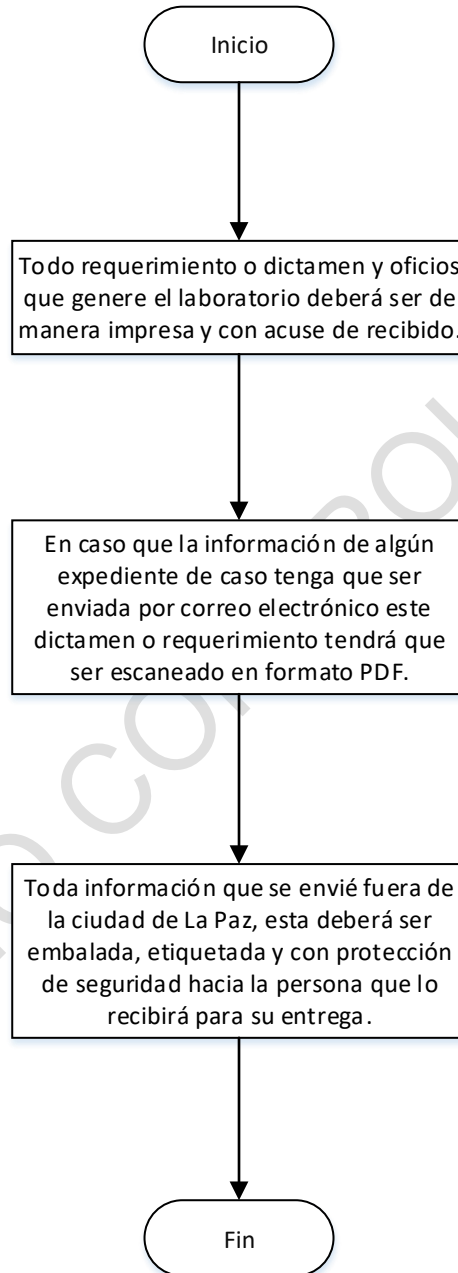 Inicio
Todo requerimiento o dictamen y oficios
que genere el laboratorio deberá ser de
manera impresa y con acuse de recibido.
En caso que la información de algún
expediente de caso tenga que ser
enviada por correo electrónico este
dictamen o requerimiento tendrá que
ser escaneado en formato PDF.
Toda información que se envié fuera de
la ciudad de La Paz, esta deberá ser
embalada, etiquetada y con protección
de seguridad hacia la persona que lo
recibirá para su entrega.
Fin